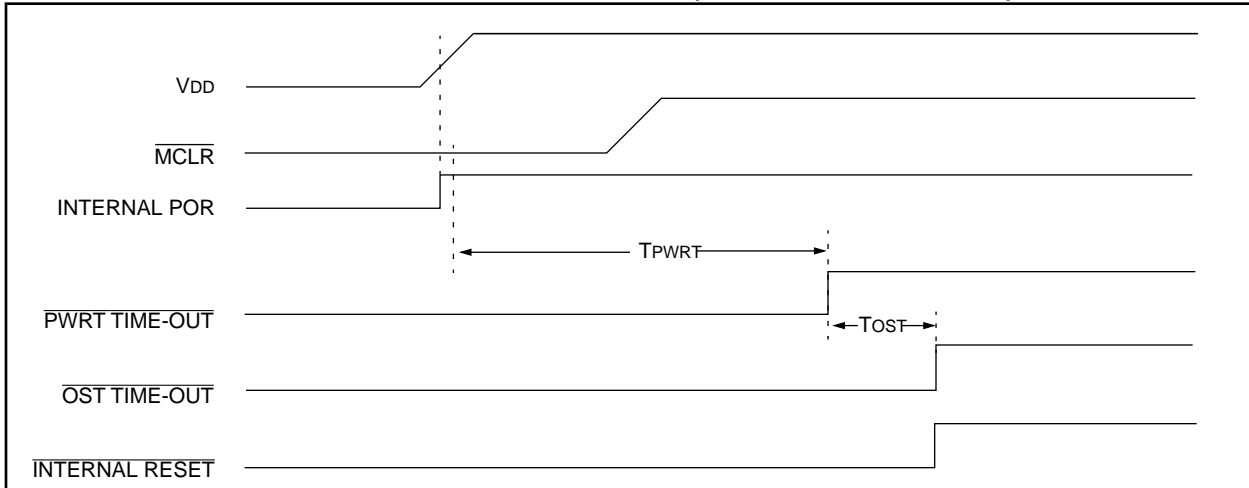 VDD
MCLR
INTERNAL POR
TPWRT
PWRT TIME-OUT
TOST
OST TIME-OUT
INTERNAL RESET